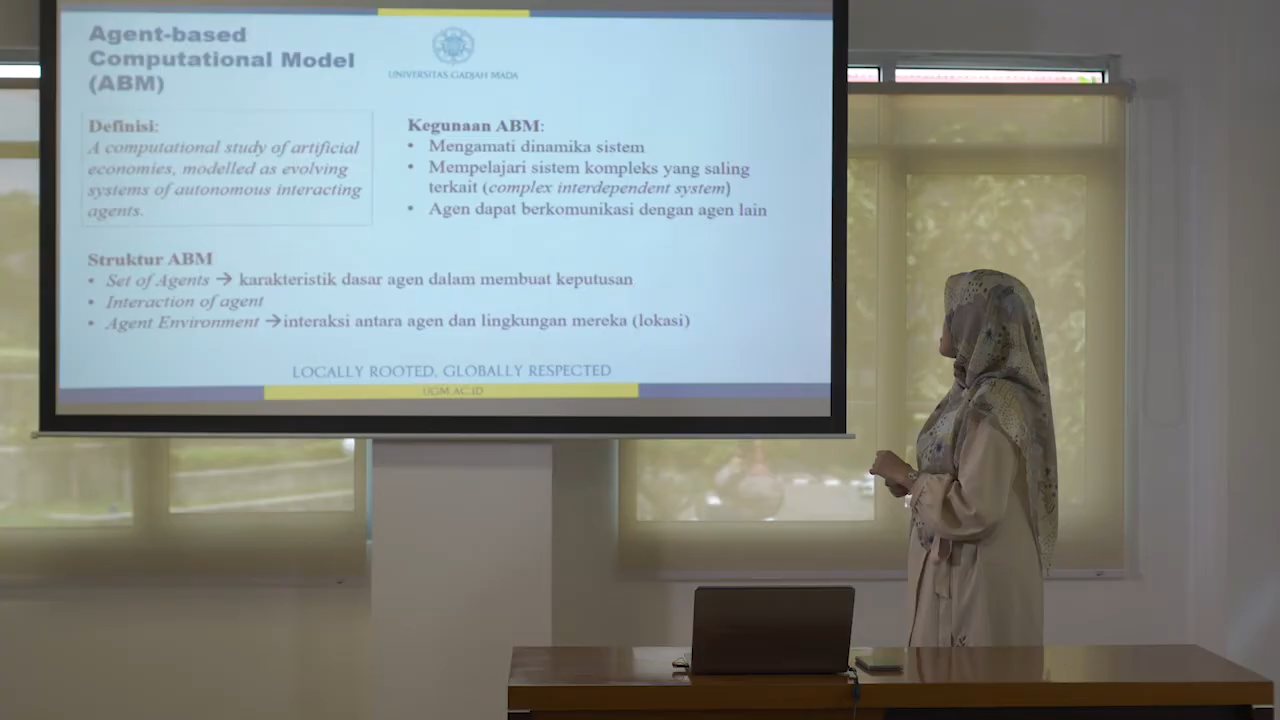 Agent-based
Computational Model
(ABM)
UNIVERSITAS GADJAH MADA
Definisi:
A computational study of artificial
economies, modelled as evolving
systems of autonomous interacting
agents.
Kegunaan ABM:
• Mengamati dinamika sistem
• Mempelajari sistem kompleks yang saling
terkait (complex interdependent system)
• Agen dapat berkomunikasi dengan agen lain
Struktur ABM
• Set of Agents → karakteristik dasar agen dalam membuat keputusan
• Interaction of agent
• Agent Environment →interaksi antara agen dan lingkungan mereka (lokasi)
LOCALLY ROOTED, GLOBALLY RESPECTED
UGM.AC.ID